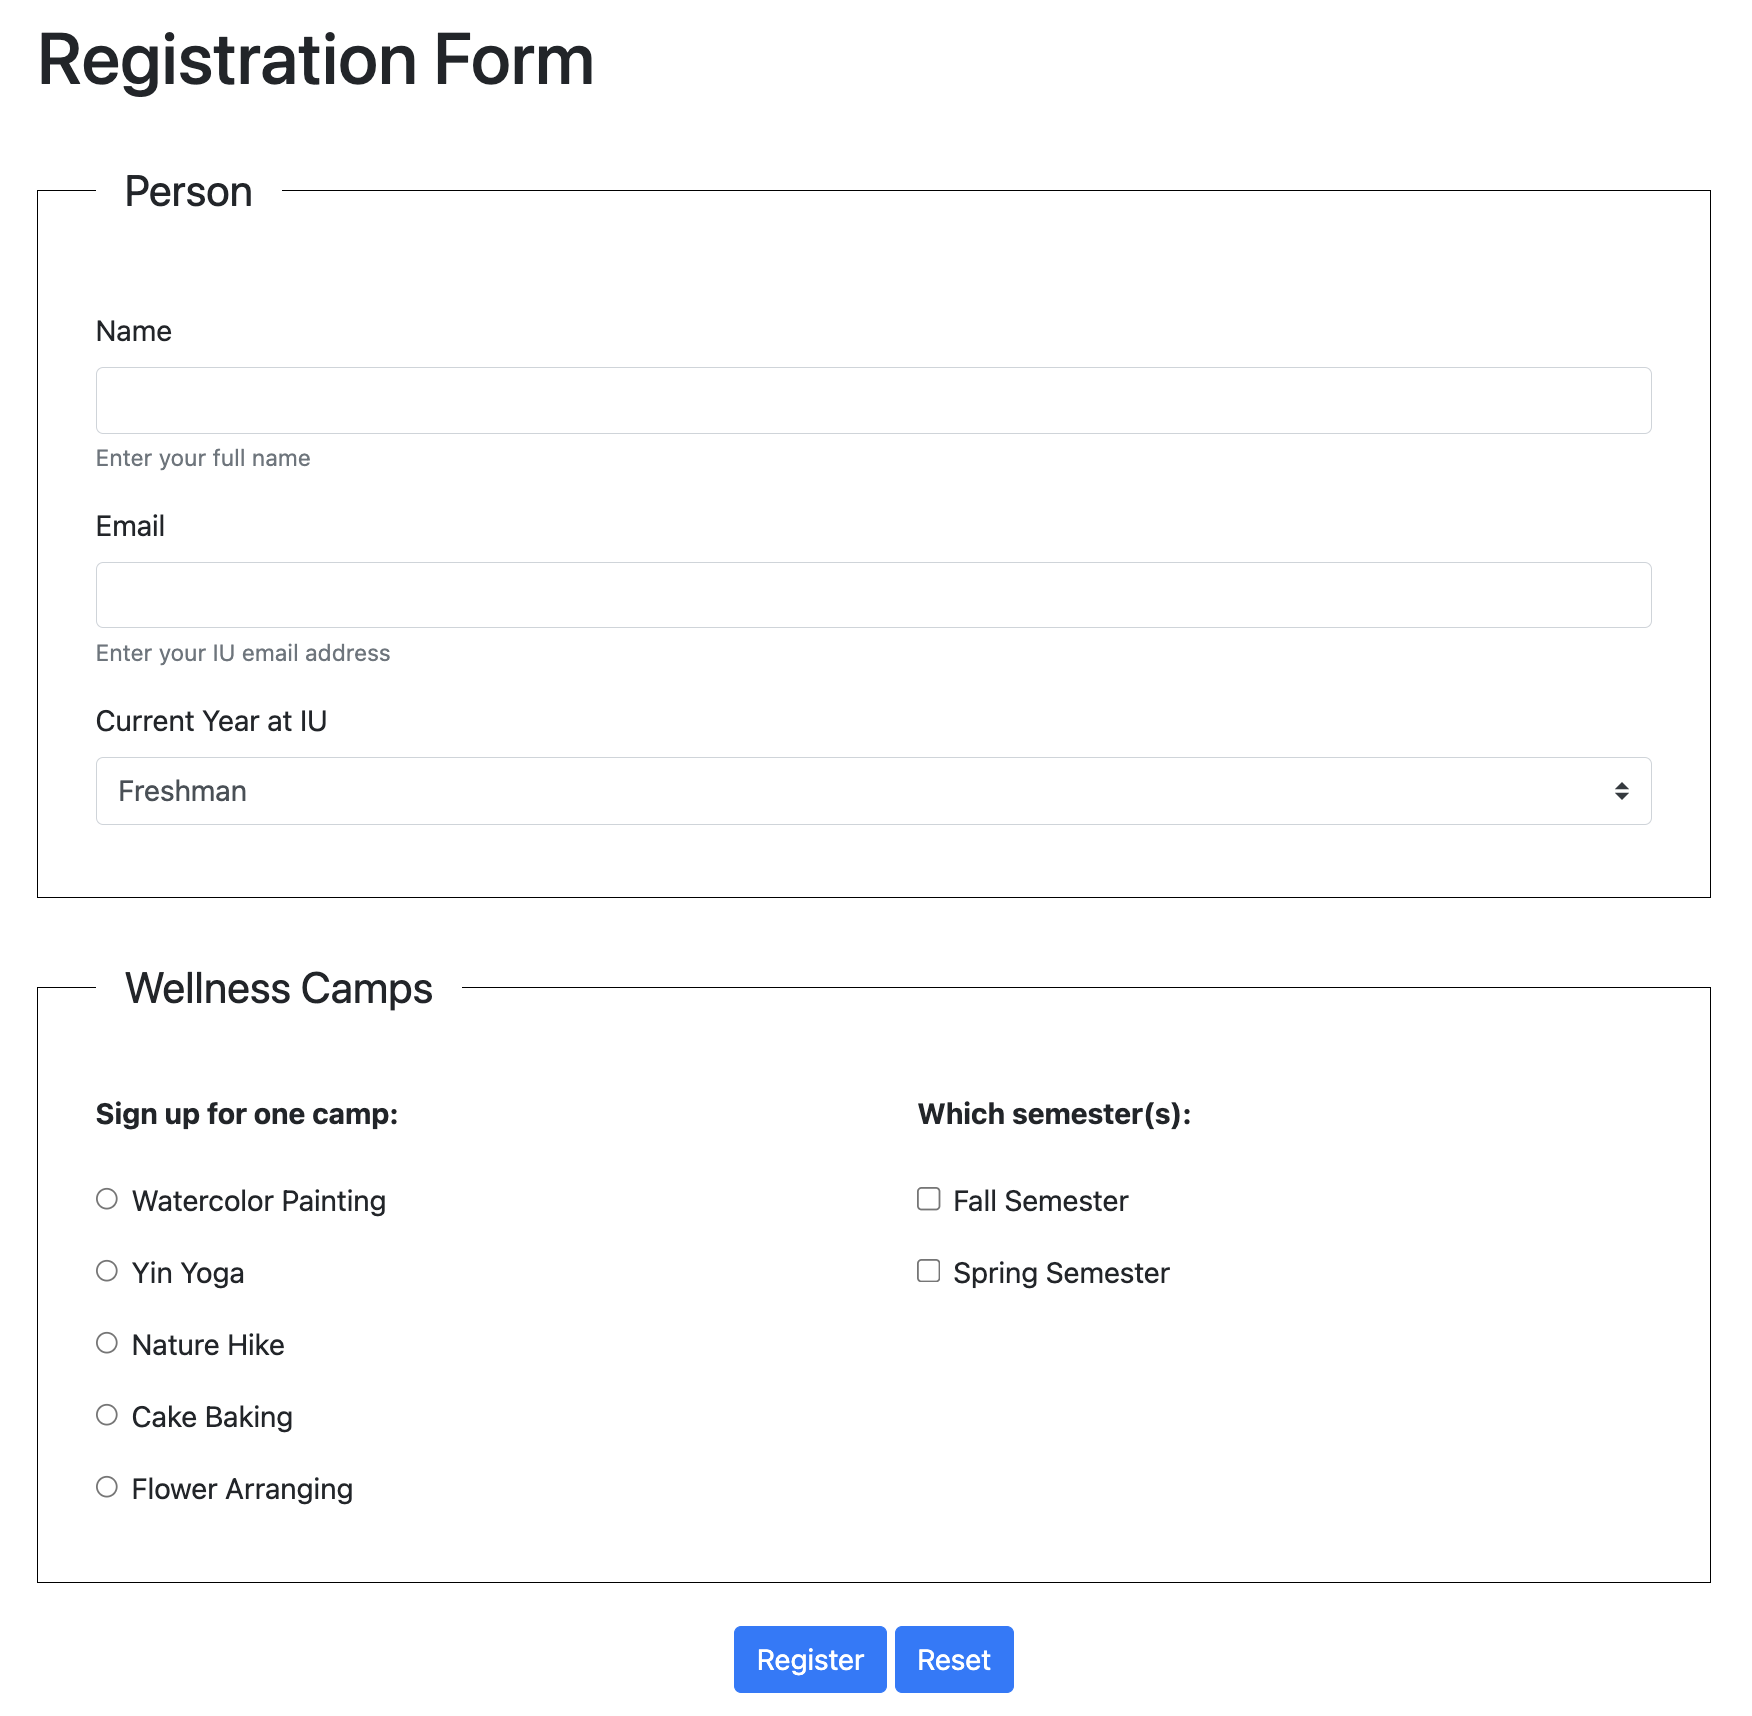 Registration Form
Person
Name
Enter your full name
Email
Enter your IU email address
Current Year at IU
Freshman
Wellness Camps
Sign up for one camp:
Watercolor Painting
Yin Yoga
Nature Hike
Cake Baking
Flower Arranging
Which semester(s):
Fall Semester
Spring Semester
Register
Reset